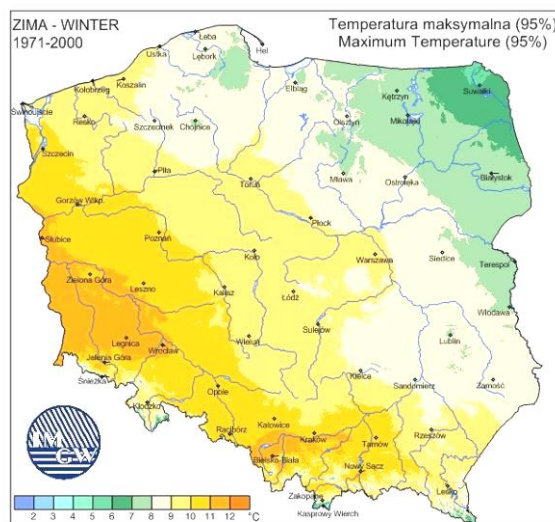 ZIMA - WINTER
1971-2000
Temperatura maksymalna (95%)
Maximum Temperature (95%)
Łeba
Hel
Ustka
Lębork
Koszalin
Kołobrzeg
Elbląg
Kętrzyn
Suwałki
Świnoujście
Resko
Szczecinek
Chojnice
Olsztyn
Mikołajki
Szczecin
Piła
Toruń
Mława
Ostrołęka
Białystok
Gorzów Wlkp.
Słubice
Poznań
Koło
Płock
Warszawa
Siedlce
Terespol
Zielona Góra
Leszno
Kalisz
Łódź
Sulejów
Włodawa
Legnica
Wrocław
Wieluń
Lublin
Jelenia Góra
Śnieżka
Opole
Kielce
Sandomierz
Zamość
Kłodzko
Racibórz
Katowice
Kraków
Tarnów
Rzeszów
Bielsko-Biała
Nowy Sącz
Lesko
Zakopane
Kasprowy Wierch
IMGW
2 3 4 5 6 7 8 9 10 11 12 °C